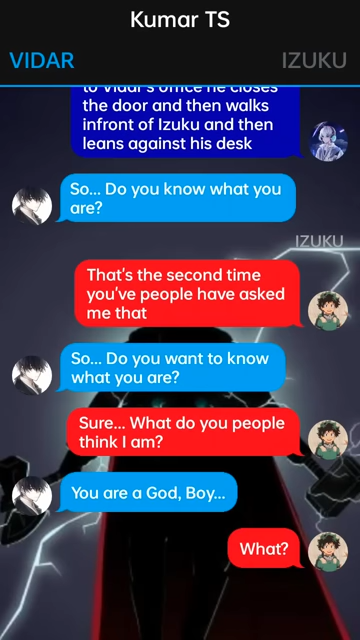 Kumar TS
VIDAR
IZUKU
to Vidar's office he closes
the door and then walks
infront of Izuku and then
leans against his desk
So... Do you know what you
are?
IZUKU
That's the second time
you've people have asked
me that
So... Do you want to know
what you are?
Sure... What do you people
think I am?
You are a God, Boy...
What?